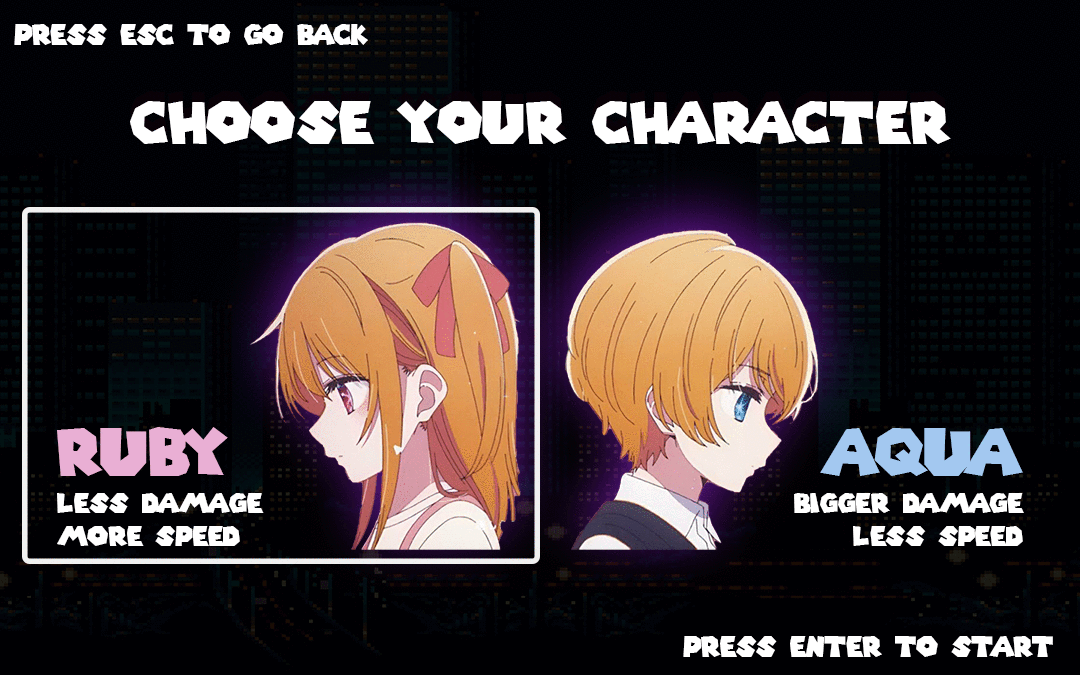 PRESS ESC TO GO BACK
CHOOSE YOUR CHARACTER
RUBY
LESS DAMAGE
MORE SPEED
AQUA
BIGGER DAMAGE
LESS SPEED
PRESS ENTER TO START